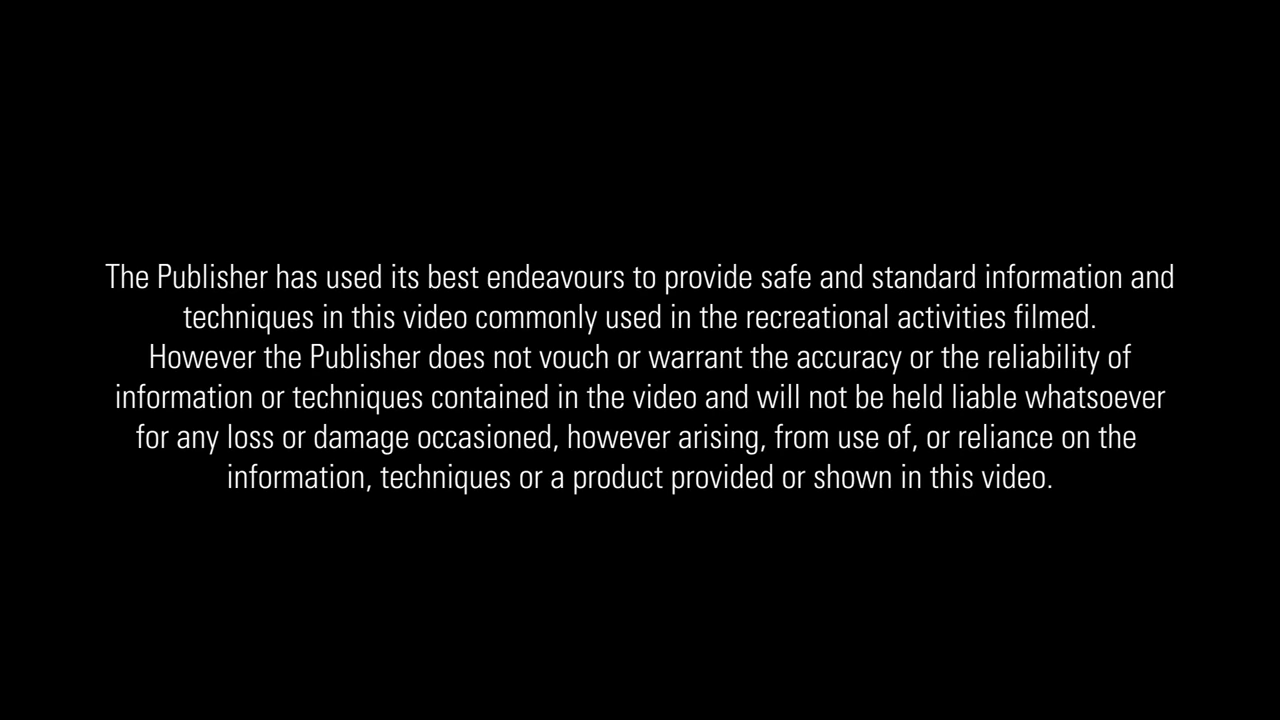 The Publisher has used its best endeavours to provide safe and standard information and
techniques in this video commonly used in the recreational activities filmed.
However the Publisher does not vouch or warrant the accuracy or the reliability of
information or techniques contained in the video and will not be held liable whatsoever
for any loss or damage occasioned, however arising, from use of, or reliance on the
information, techniques or a product provided or shown in this video.